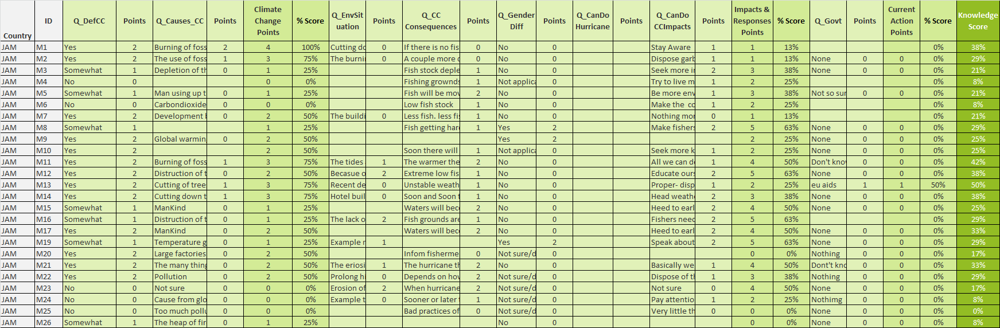 Country ID Q_DefCC Points Q_Causes_CC Points Climate Change Points % Score Q_EnvSit uation Points Q_CC Consequences Points Q_Gender Diff Points Q_CanDo Hurricane Points Q_CanDo CCImpacts Points Impacts & Responses Points % Score Q_Govt Points Current Action Points % Score Knowledge Score
JAM M1 Yes 2 Burning of foss 2 4 100% Cutting do 0 If there is no fis 0 No 0 Stay Aware 1 1 13% 0% 38%
JAM M2 Yes 2 The use of foss 1 3 75% The burnin 0 A couple more d 0 No 0 Dispose garb 1 1 13% None 0 0 0% 29%
JAM M3 Somewhat 1 Depletion of th 0 1 25% Fish stock deple 1 No 0 Seek more in 2 3 38% None 0 0 0% 21%
JAM M4 No 0 0 0% Fishing grownds 1 Not applica 0 Try to live m 1 2 25% 0% 8%
JAM M5 Somewhat 1 Man using up t 0 1 25% Fish will be mov 2 No 0 Be more env 1 3 38% Not so sur 0 0 0% 21%
JAM M6 No 0 Carbondioxide 0 0 0% Low fish stock 1 No 0 Make the co 1 2 25% 0% 8%
JAM M7 Yes 2 Development b 0 2 50% The buildi 0 Less fish. less fis 1 No 0 Nothing mor 0 1 13% 0% 21%
JAM M8 Somewhat 1 1 25% Fish getting hard 1 Yes 2 Make fishers 2 5 63% None 0 0 0% 29%
JAM M9 Yes 2 Global warming 0 2 50% Yes 2 2 25% None 0 0 0% 25%
JAM M10 Yes 2 2 50% Soon there will 1 Not applica 0 Seek more k 1 2 25% None 0 0 0% 25%
JAM M11 Yes 2 Burning of foss 1 3 75% The tides 1 The warmer the 2 No 0 All we can do 1 4 50% Don't know 0 0 0% 42%
JAM M12 Yes 2 Distruction of t 0 2 50% Becasue o 2 Extreme low fis 1 No 0 Educate ours 2 5 63% None 0 0 0% 38%
JAM M13 Yes 2 Cutting of tree 1 3 75% Recent de 0 Unstable weath 1 No 0 Proper- disp 1 2 25% eu aids 1 1 50% 50%
JAM M14 Yes 2 Cutting down t 1 3 75% Hotel buil 0 Soon and Soon t 1 No 0 Head weathe 2 3 38% None 0 0 0% 38%
JAM M15 Somewhat 1 ManKind 0 1 25% Waters will beco 2 No 0 Heed to earl 2 4 50% None 0 0 0% 25%
JAM M16 Somewhat 1 Distruction of t 0 1 25% The lack o 2 Fish grounds are 1 No 0 Fishers need 2 5 63% 0% 29%
JAM M17 Yes 2 ManKind 0 2 50% Waters will beco 2 No 0 Heed to earl 2 4 50% None 0 0 0% 33%
JAM M19 Somewhat 1 Temperature g 0 1 25% Example r 1 Yes 2 Speak about 2 5 63% None 0 0 0% 29%
JAM M20 Yes 2 Large factories 0 2 50% Infom fisherme 0 Not sure/d 0 0 0% Nothing 0 0 0% 17%
JAM M21 Yes 2 The many thing 0 2 50% The eriosi 1 The hurricane th 2 No 0 Basically we 1 4 50% Dont't kno 0 0 0% 33%
JAM M22 Yes 2 Pollution 0 2 50% Prolong hi 0 Depends on how 2 Not sure/d 0 Dispose of th 1 3 38% Nothing 0 0 0% 29%
JAM M23 No 0 Not sure 0 0 0% Erosion of 2 When hurricane 2 Not sure/d 0 Not sure 0 4 50% None 0 0 0% 17%
JAM M24 No 0 Cause from glo 0 0 0% Example t 0 Sooner or later t 1 Not sure/d 0 Pay attentio 1 2 25% Nothimg 0 0 0% 8%
JAM M25 No 0 Too much pollu 0 0 0% Bad practices of 0 Not sure/d 0 Very little th 0 0 0% None 0 0 0% 0%
JAM M26 Somewhat 1 The heap of fir 0 1 25% No 0 0 0% None 0 0 0% 8%